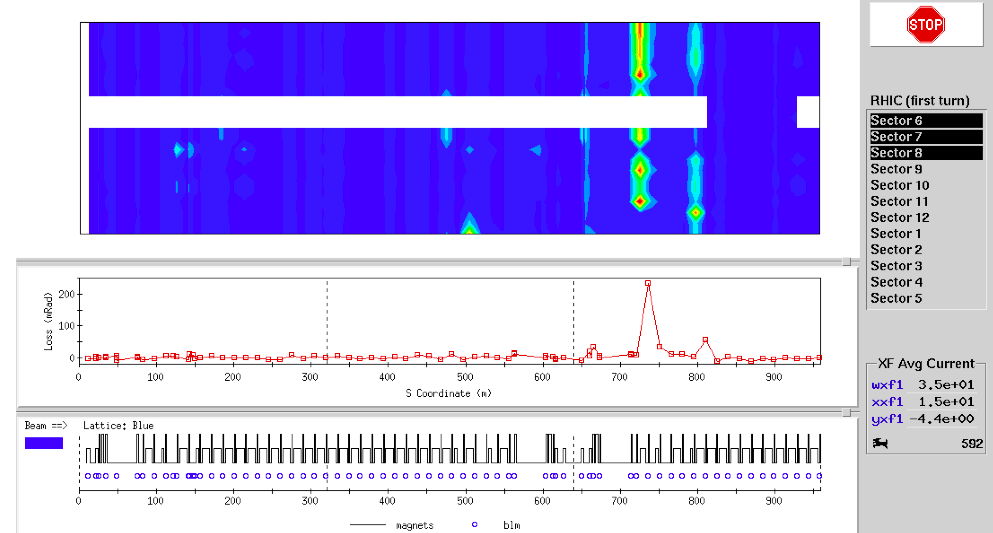 STOP
RHIC (first turn)
Sector 6
Sector 7
Sector 8
Sector 9
Sector 10
Sector 11
Sector 12
Sector 1
Sector 2
Sector 3
Sector 4
Sector 5
Loss (mRad)
200
100
0
0 100 200 300 400 500 600 700 800 900
S Coordinate (m)
XF Avg Current
wxf1 3.5e+01
xxf1 1.5e+01
yxf1 -4.4e+00
592
Beam ==> Lattice: Blue
0 100 200 300 400 500 600 700 800 900
magnets blm